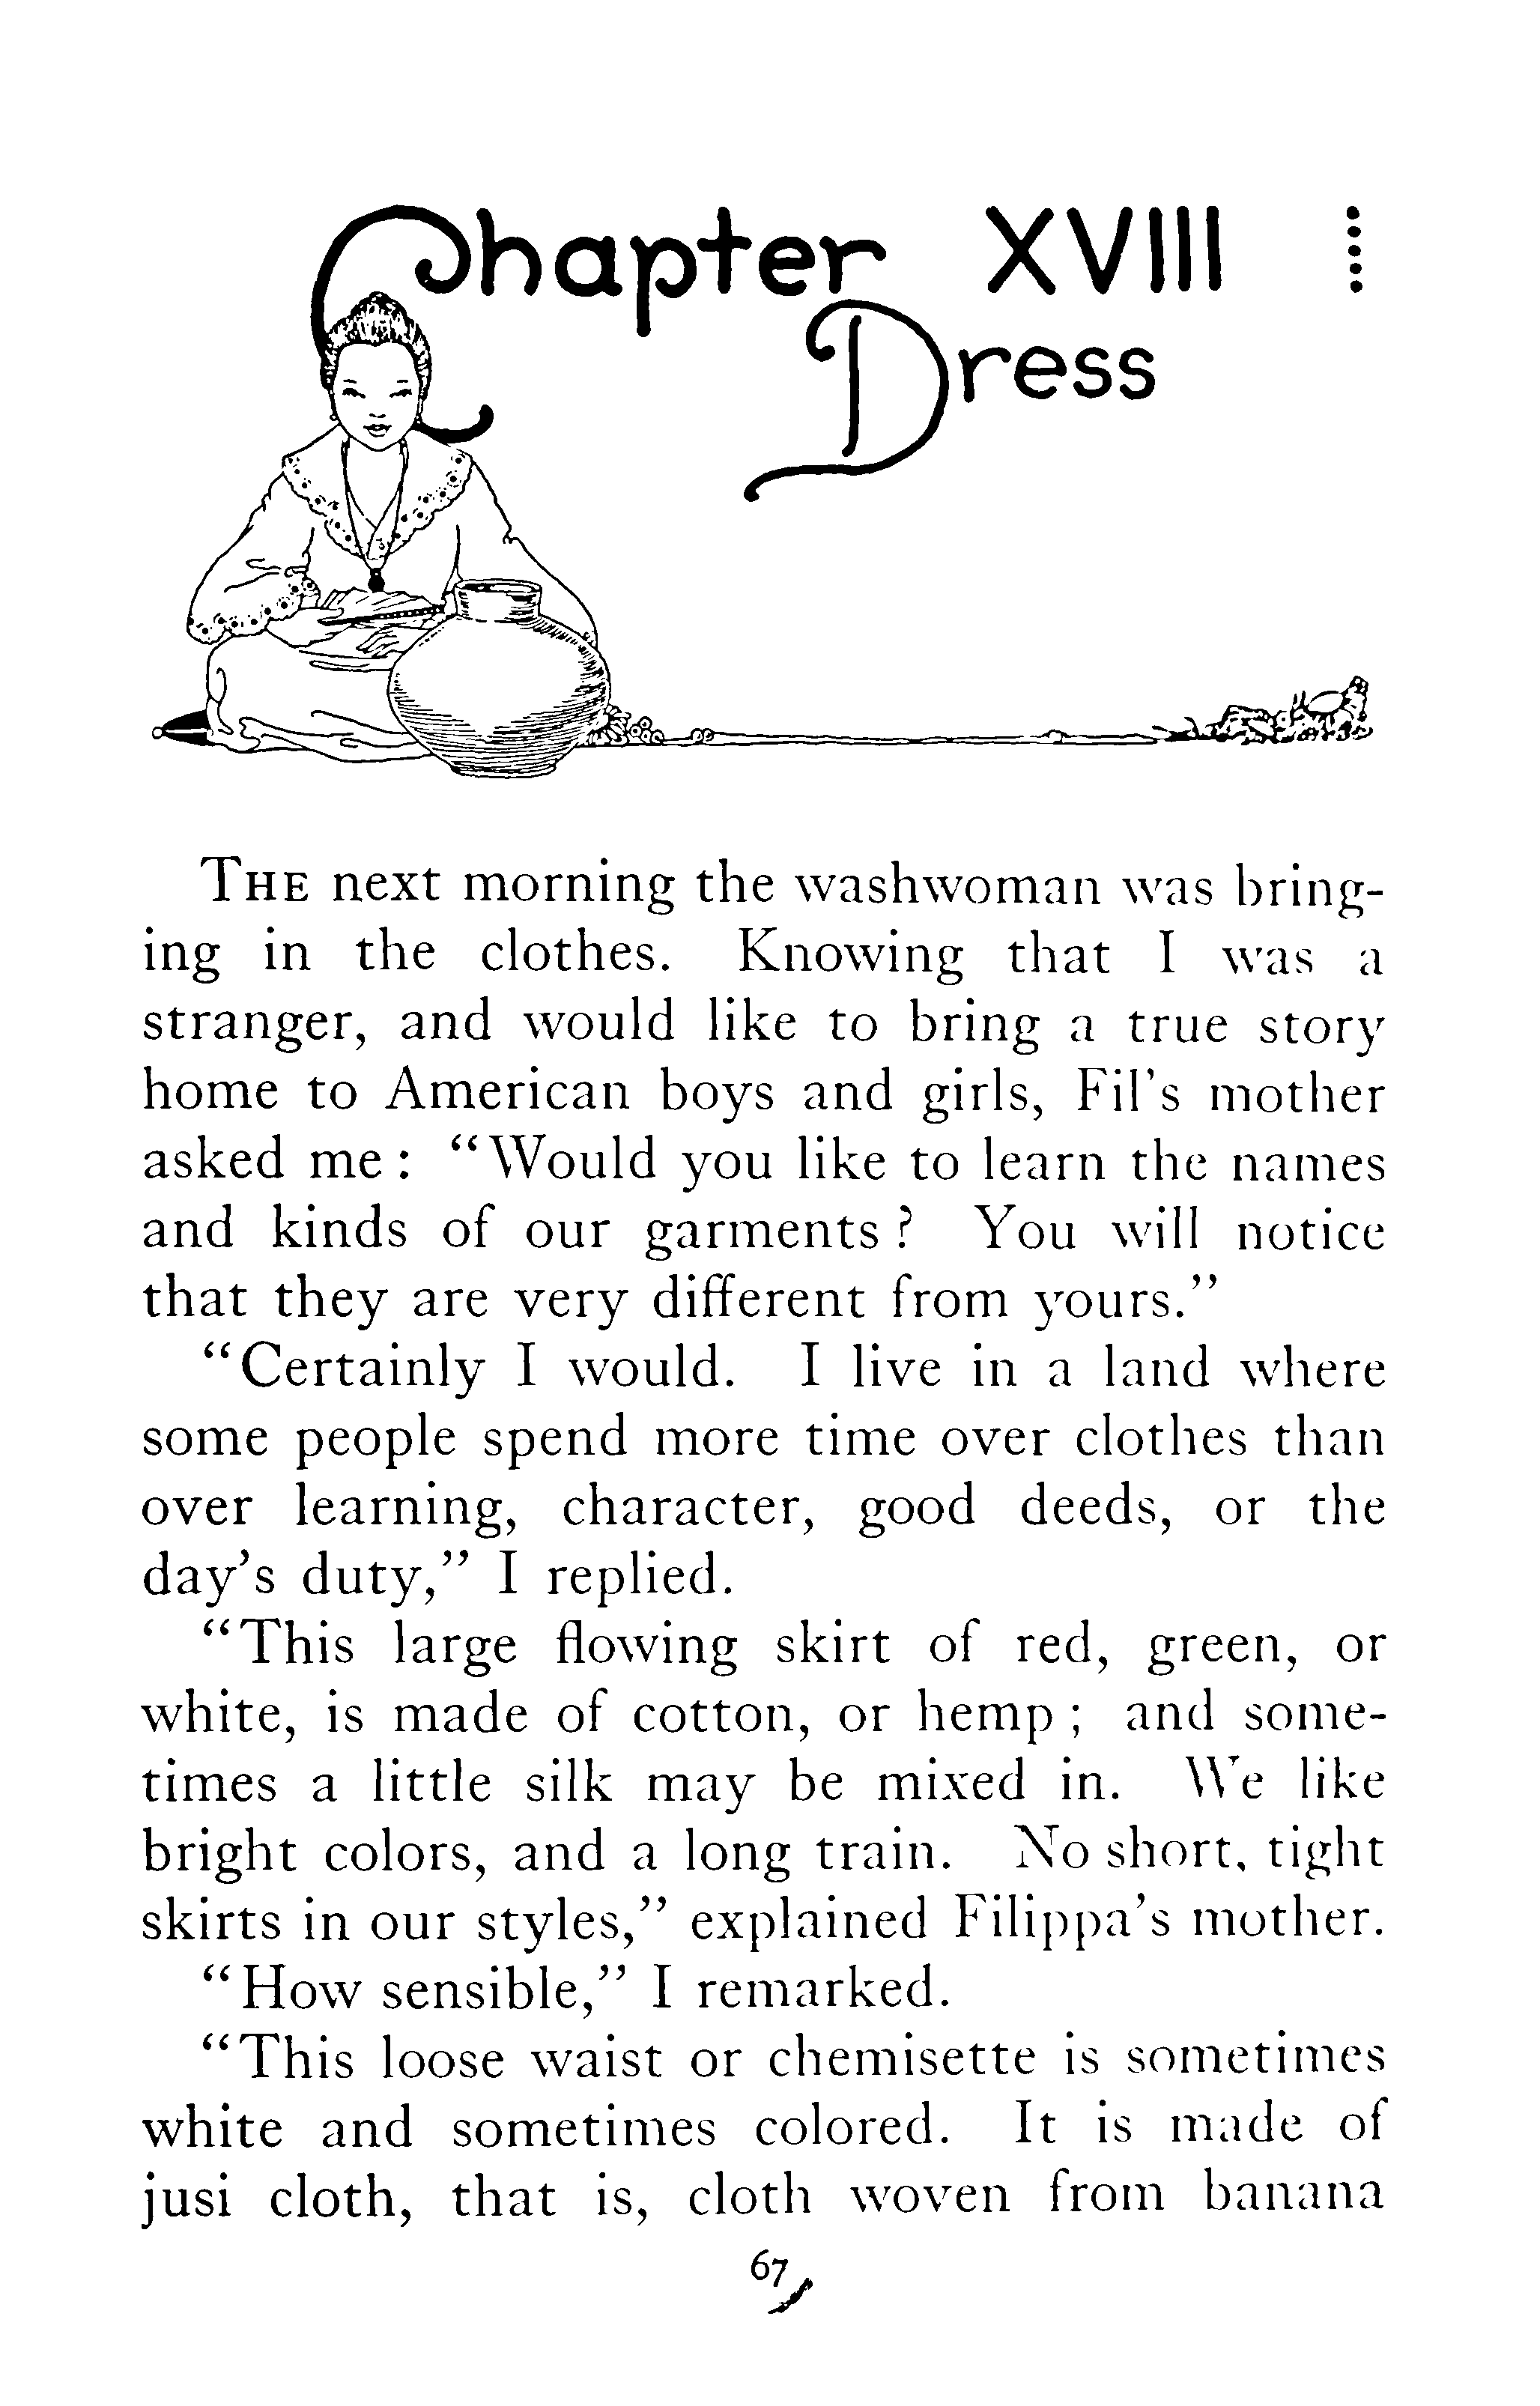 Chapter XVIII
Dress
THE next morning the washwoman was bring-
ing in the clothes. Knowing that I was a
stranger, and would like to bring a true story
home to American boys and girls, Fil's mother
asked me: “Would you like to learn the names
and kinds of our garments? You will notice
that they are very different from yours.”
“Certainly I would. I live in a land where
some people spend more time over clothes than
over learning, character, good deeds, or the
day's duty,” I replied.
“This large flowing skirt of red, green, or
white, is made of cotton, or hemp; and some-
times a little silk may be mixed in. We like
bright colors, and a long train. No short, tight
skirts in our styles,” explained Filippa's mother.
“How sensible,” I remarked.
“This loose waist or chemisette is sometimes
white and sometimes colored. It is made of
jusi cloth, that is, cloth woven from banana
67